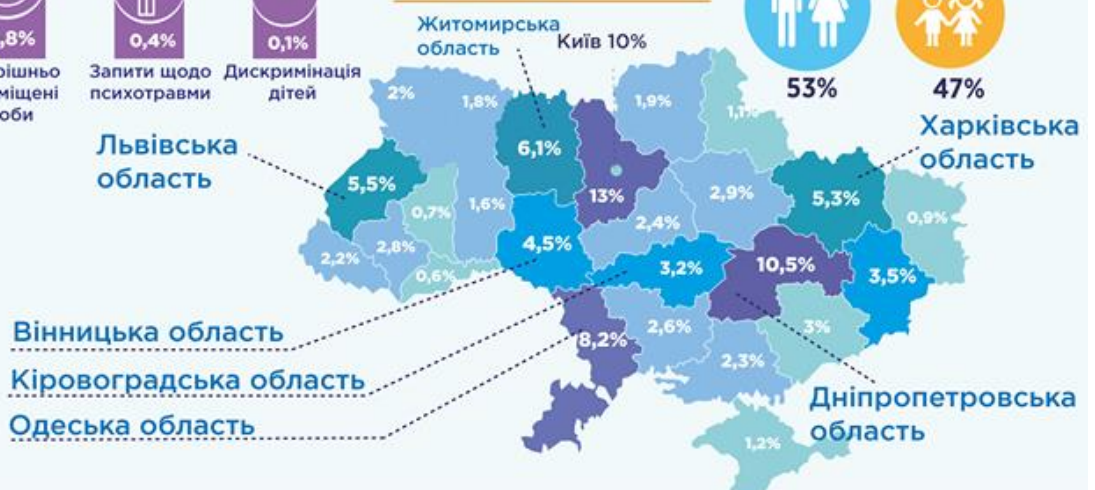 ,8%
0,4%
0,1%
Запити щодо
психотравми
Дискримінація
дітей
Житомирська
область
Київ 10%
53%
47%
Львівська
область
Харківська
область
2%
1,8%
6,1%
13%
1,9%
1,1%
5,5%
0,7%
1,6%
2,4%
2,9%
5,3%
0,9%
2,2%
2,8%
0,6%
4,5%
3,2%
10,5%
3,5%
8,2%
2,6%
2,3%
3%
1,2%
Вінницька область
Кіровоградська область
Одеська область
Дніпропетровська
область